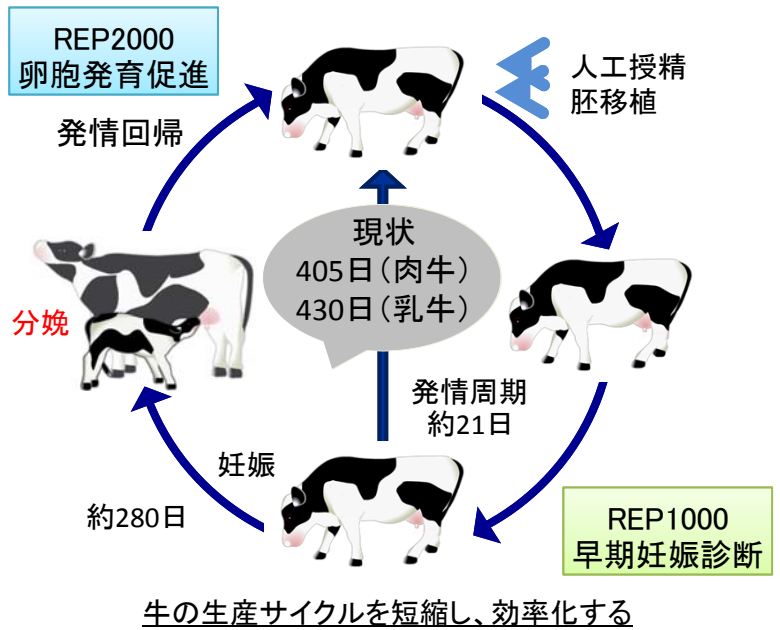 REP2000
卵胞発育促進
発情回帰
人工授精
胚移植
現状
405日(肉牛)
430日(乳牛)
分娩
発情周期
約21日
妊娠
約280日
REP1000
早期妊娠診断
牛の生産サイクルを短縮し、効率化する